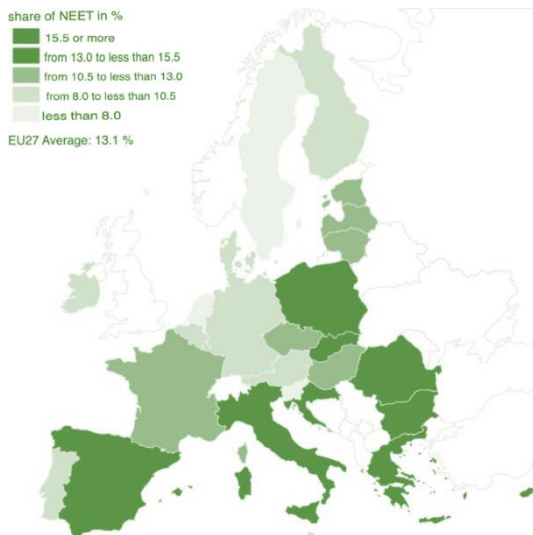 share of NEET in %
15.5 or more
from 13.0 to less than 15.5
from 10.5 to less than 13.0
from 8.0 to less than 10.5
less than 8.0
EU27 Average: 13.1 %